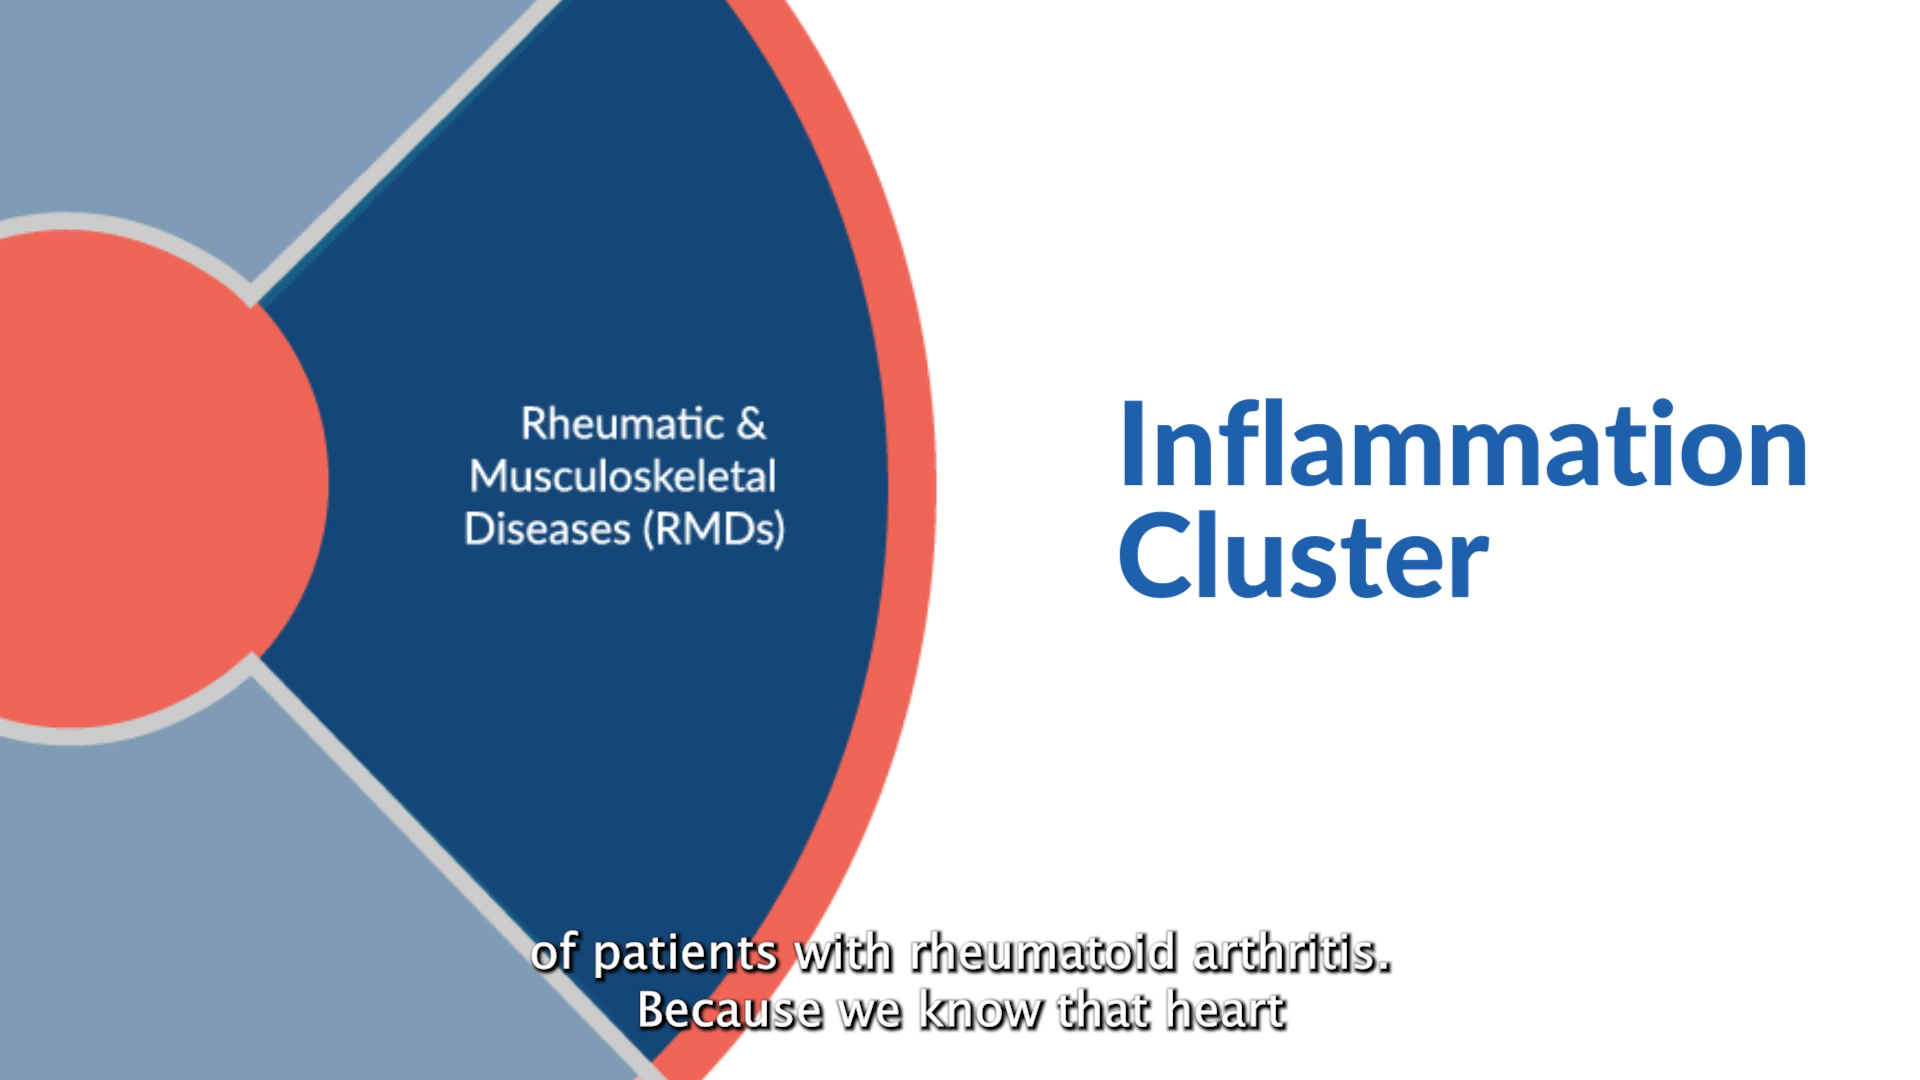 Rheumatic &
Musculoskeletal
Diseases (RMDs)
Inflammation
Cluster
of patients with rheumatoid arthritis.
Because we know that heart